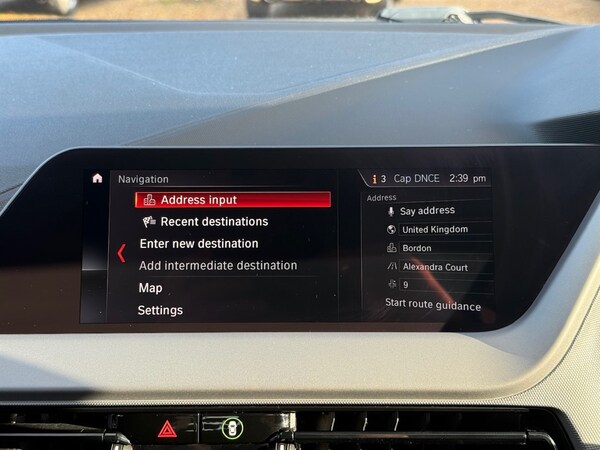 Navigation
Address input
Recent destinations
Enter new destination
Add intermediate destination
Map
Settings
3 Cap DNCE 2:39 pm
Address
Say address
United Kingdom
Bordon
Alexandra Court
9
Start route guidance